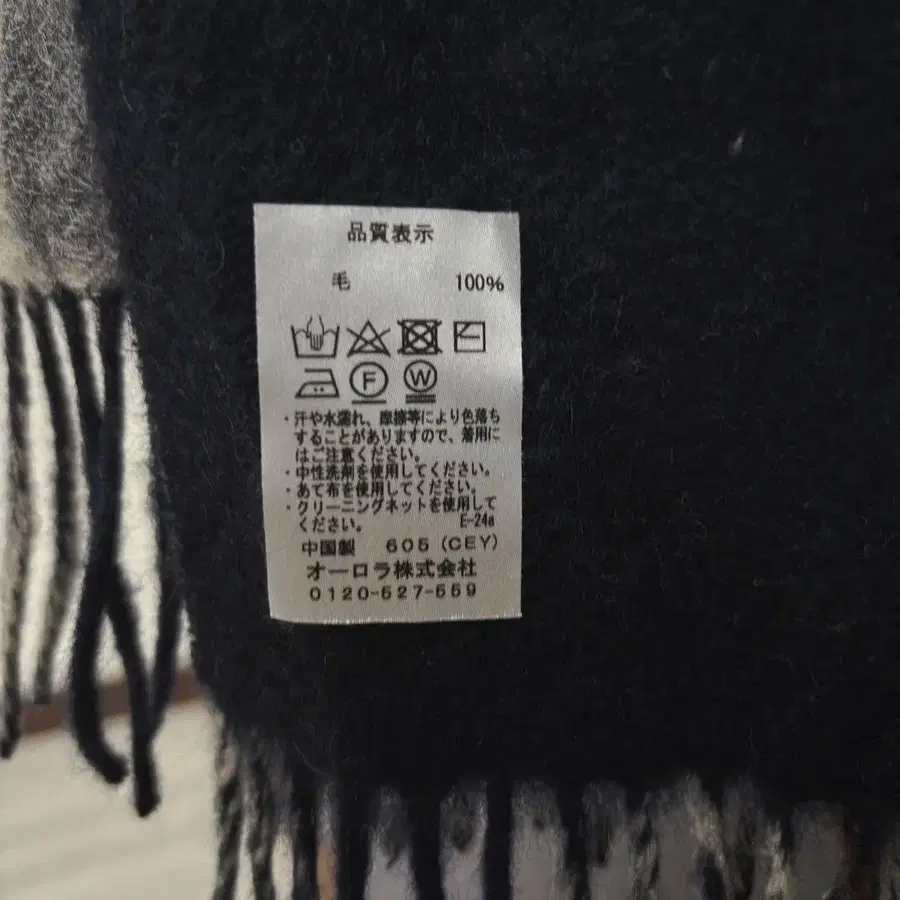 品質表示
毛 100%
F W
・汗や水濡れ、摩擦等により色落ち
することがありますので、着用に
はご注意ください。
・中性洗剤を使用してください。
・あて布を使用してください。
・クリーニングネットを使用して
ください。 E-24a
中国製 605 (CEY)
オーロラ株式会社
0120-527-559